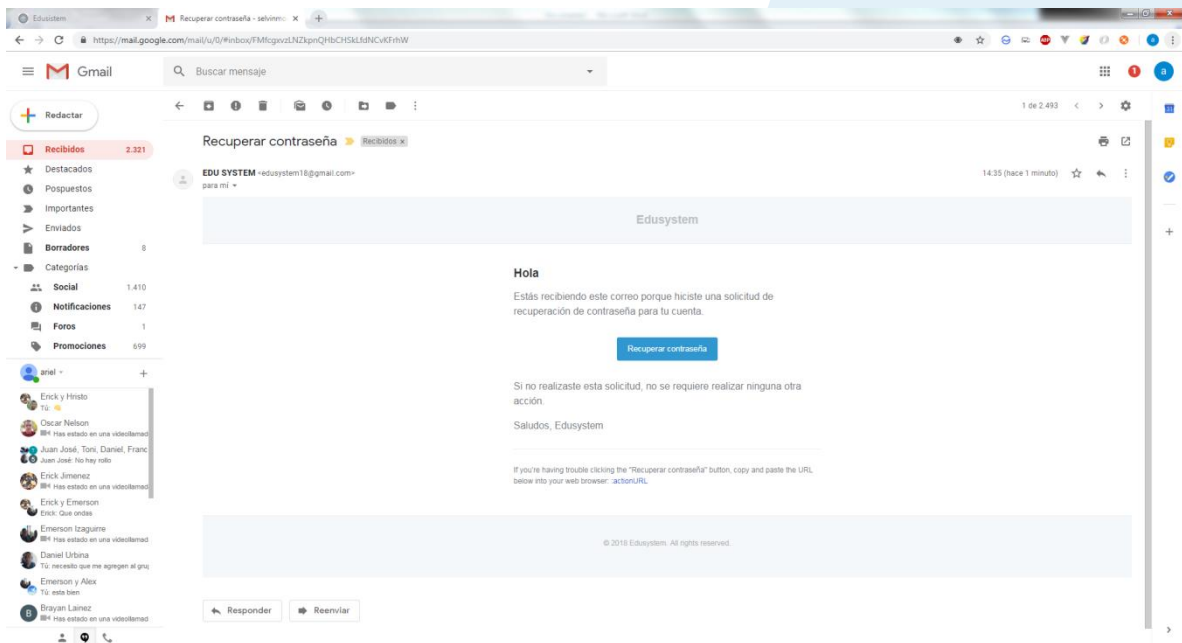 Edusistem
Recuperar contraseña - selvinmc
https://mail.google.com/mail/u/0/#inbox/FMfcgxvzLNZkpnQHbCHSkLfdNCvKFrhW
Gmail
Buscar mensaje
1
a
Redactar
1 de 2.493
Recibidos 2.321
Destacados
Pospuestos
Importantes
Enviados
Borradores 8
Categorías
Social 1.410
Notificaciones 147
Foros 1
Promociones 699
ariel
Erick y Hristo
Tú:
Oscar Nelson
Has estado en una videollamad
Juan José, Toni, Daniel, Franc
Juan José: No hay rollo
Erick Jimenez
Has estado en una videollamad
Erick y Emerson
Erick: Que ondas
Emerson Izaguirre
Has estado en una videollamad
Daniel Urbina
Tú: necesito que me agregen al gru
Emerson y Alex
Tú: esta bien
B
Brayan Lainez
Has estado en una videollamad
Recuperar contraseña Recibidos x
EDU SYSTEM <edusystem18@gmail.com>
para mí
14:35 (hace 1 minuto)
Edusystem
Hola
Estás recibiendo este correo porque hiciste una solicitud de
recuperación de contraseña para tu cuenta.
Recuperar contraseña
Si no realizaste esta solicitud, no se requiere realizar ninguna otra
acción.
Saludos, Edusystem
If you're having trouble clicking the "Recuperar contraseña" button, copy and paste the URL
below into your web browser: :actionURL
© 2018 Edusystem. All rights reserved.
Responder
Reenviar